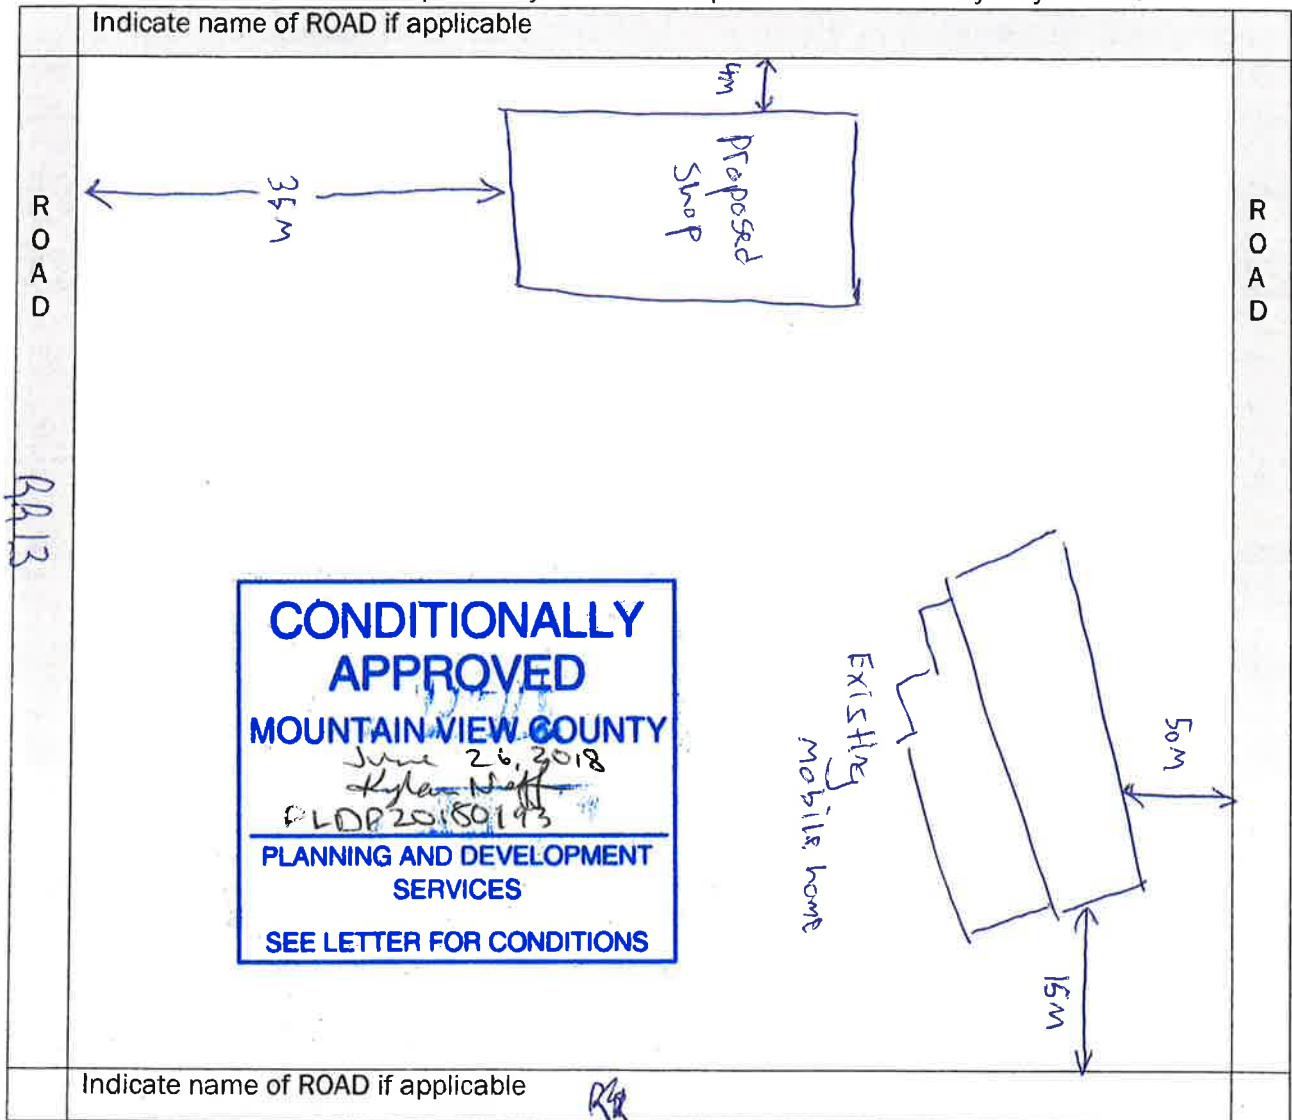 Indicate name of ROAD if applicable
4m
Proposed
Shop
ROAD
ROAD
RR13
CONDITIONALLY
APPROVED
MOUNTAIN VIEW COUNTY
June 26, 2018
PLDP20180193
PLANNING AND DEVELOPMENT
SERVICES
SEE LETTER FOR CONDITIONS
Existing
mobile home
50m
15m
Indicate name of ROAD if applicable